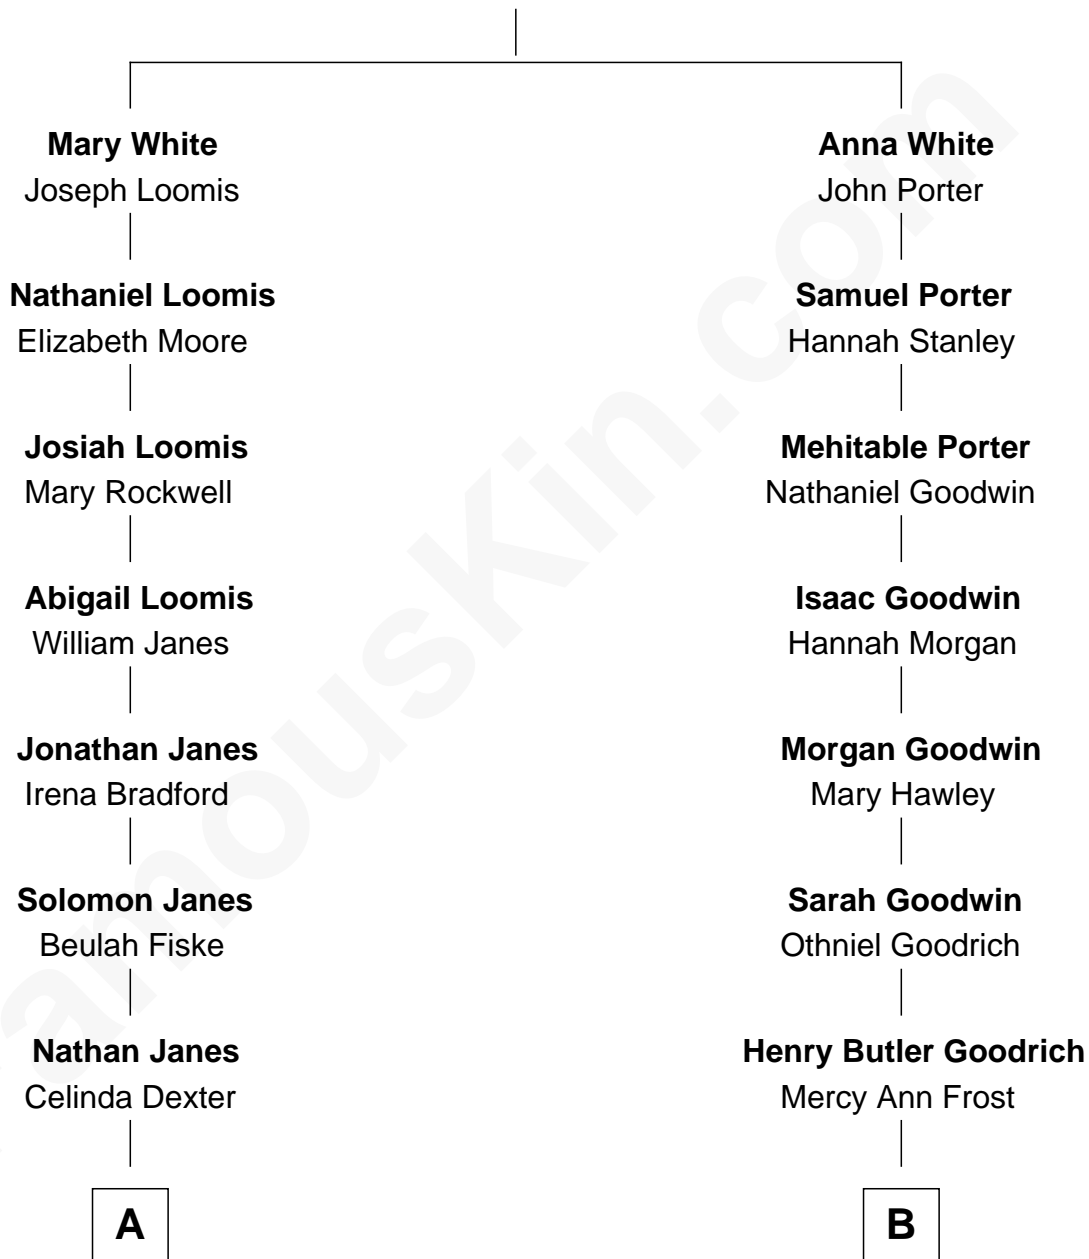 Mary White
Joseph Loomis
Nathaniel Loomis
Elizabeth Moore
Josiah Loomis
Mary Rockwell
Abigail Loomis
William Janes
Jonathan Janes
Irena Bradford
Solomon Janes
Beulah Fiske
Nathan Janes
Celinda Dexter
A
Anna White
John Porter
Samuel Porter
Hannah Stanley
Mehitable Porter
Nathaniel Goodwin
Isaac Goodwin
Hannah Morgan
Morgan Goodwin
Mary Hawley
Sarah Goodwin
Othniel Goodrich
Henry Butler Goodrich
Mercy Ann Frost
B
amouskin.com